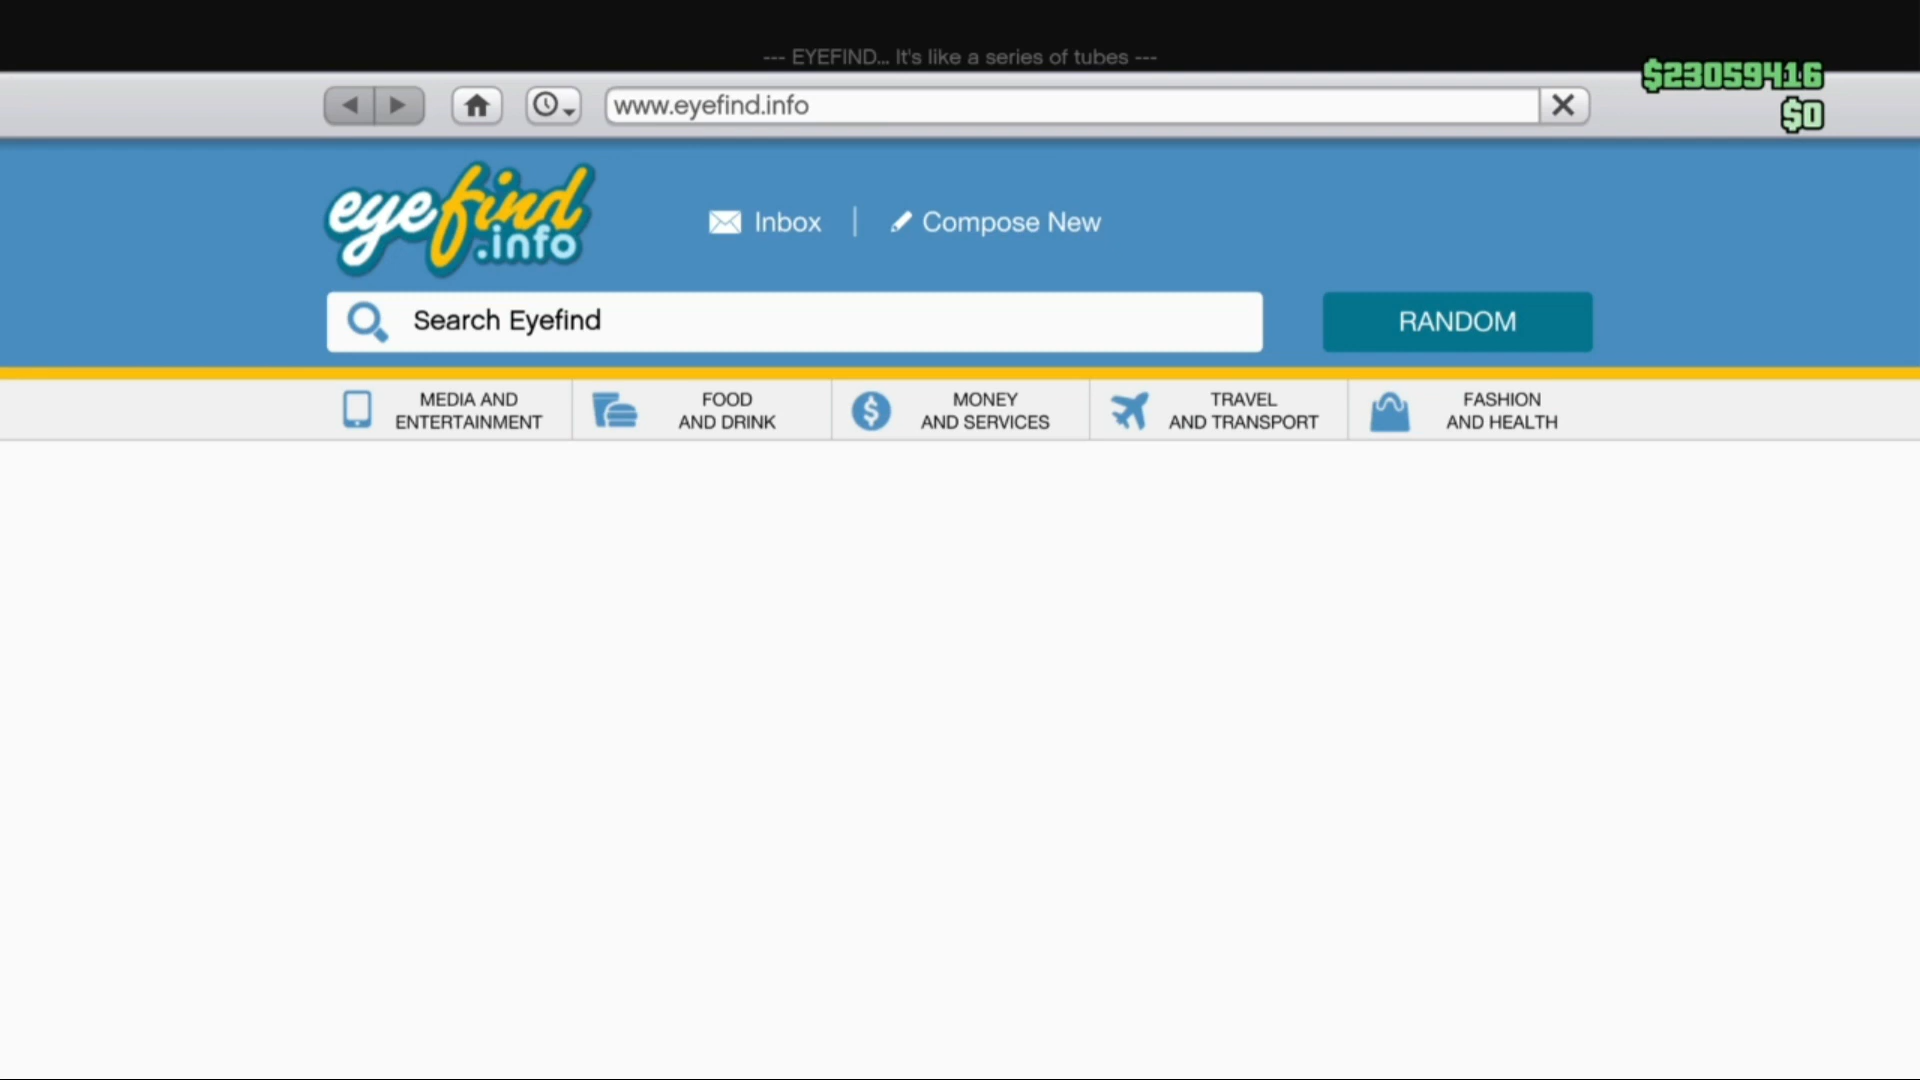 --- EYEFIND... It's like a series of tubes ---
www.eyefind.info
$23059416
$0
eyefind
.info
Inbox
Compose New
Search Eyefind
RANDOM
MEDIA AND
ENTERTAINMENT
FOOD
AND DRINK
MONEY
AND SERVICES
TRAVEL
AND TRANSPORT
FASHION
AND HEALTH